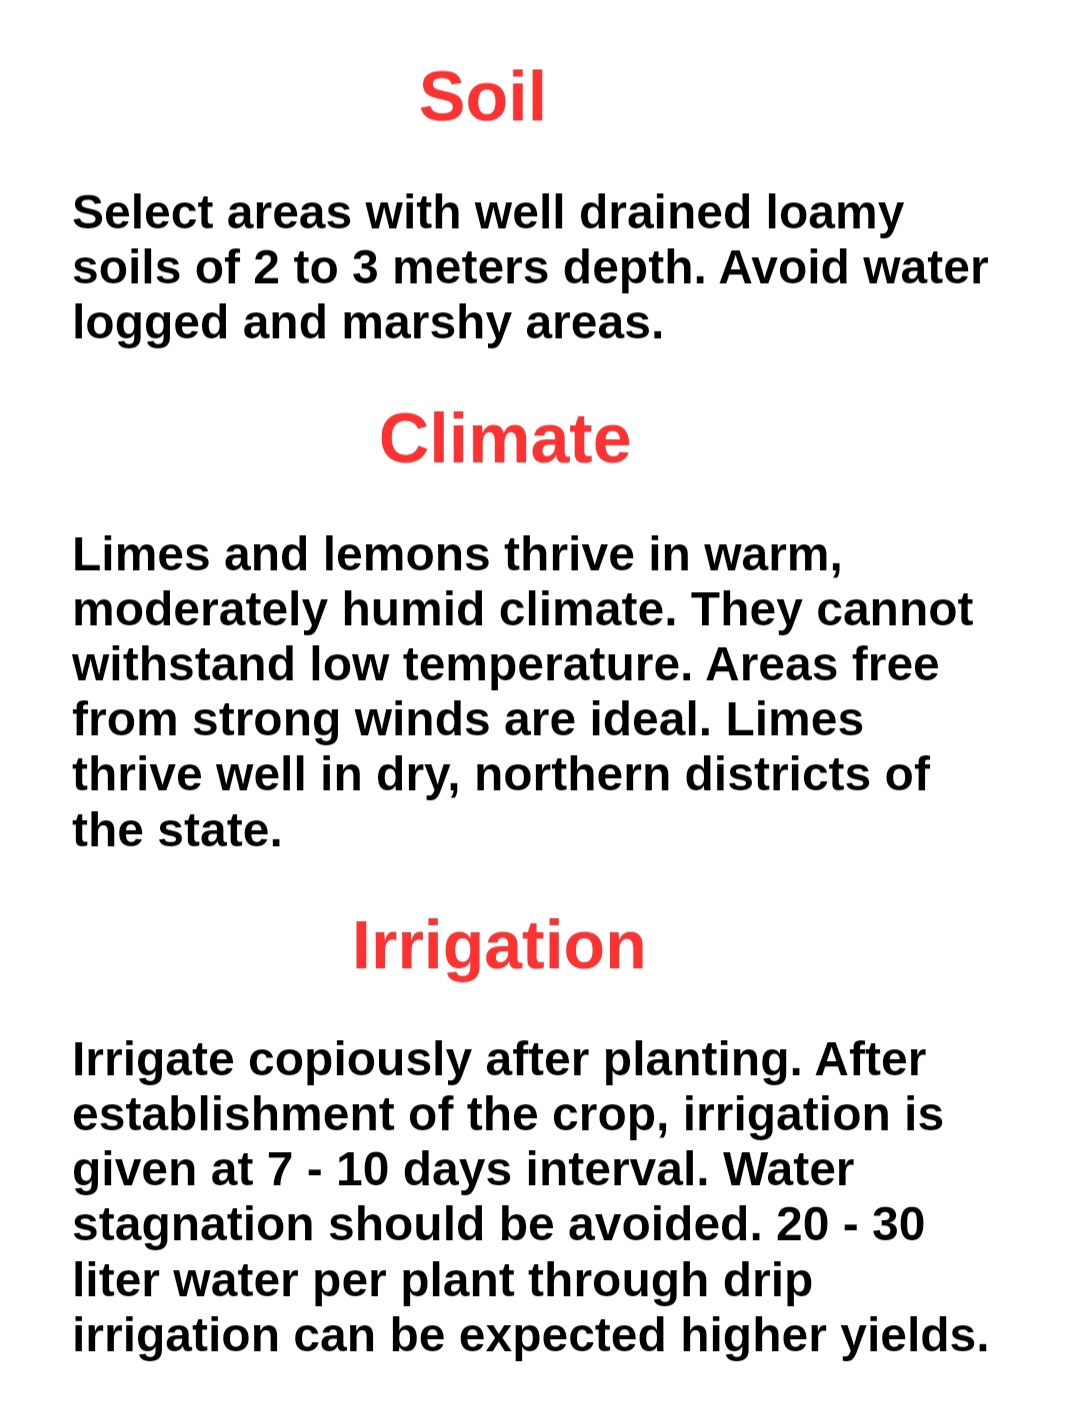 Soil
Select areas with well drained loamy
soils of 2 to 3 meters depth. Avoid water
logged and marshy areas.
Climate
Limes and lemons thrive in warm,
moderately humid climate. They cannot
withstand low temperature. Areas free
from strong winds are ideal. Limes
thrive well in dry, northern districts of
the state.
Irrigation
Irrigate copiously after planting. After
establishment of the crop, irrigation is
given at 7 - 10 days interval. Water
stagnation should be avoided. 20 - 30
liter water per plant through drip
irrigation can be expected higher yields.